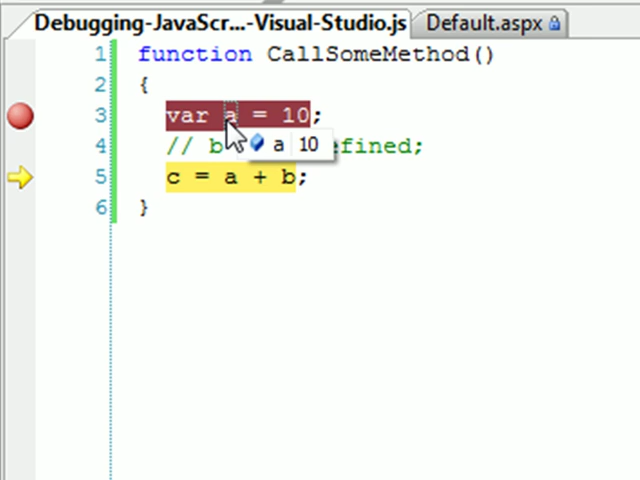 Debugging-JavaScr...-Visual-Studio.js Default.aspx
1 function CallSomeMethod()
2 {
3 var a = 10;
a 10
4 // b efined;
5 c = a + b;
6 }